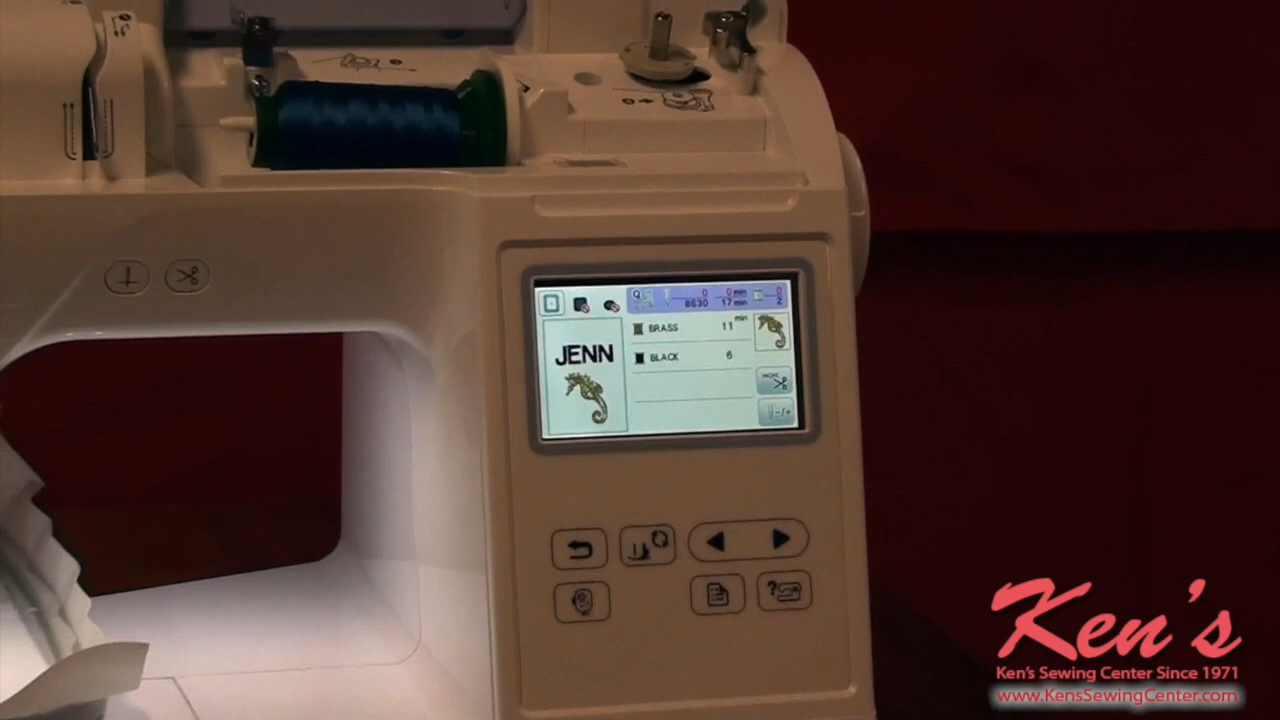 0 0 min 0
8630 17 min 2
min
BRASS 11
JENN
BLACK 6
MORE
-/+
?
Ken's
Ken's Sewing Center Since 1971
www.KensSewingCenter.com